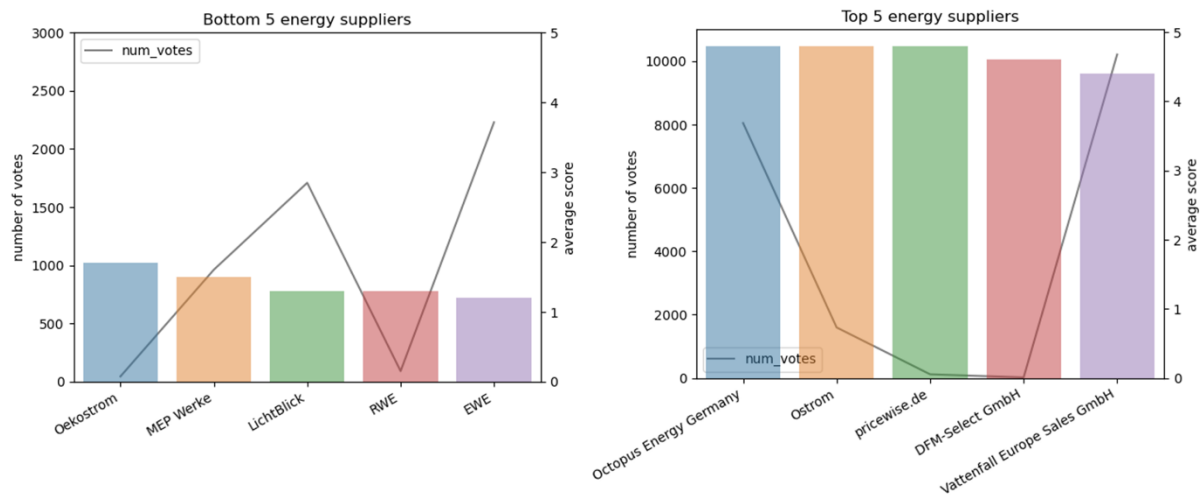 Bottom 5 energy suppliers
num_votes
3000
2500
2000
1500
1000
500
0
number of votes
5
4
3
2
1
0
average score
Oekostrom
MEP Werke
LichtBlick
RWE
EWE
Top 5 energy suppliers
num_votes
10000
8000
6000
4000
2000
0
number of votes
5
4
3
2
1
0
average score
Octopus Energy Germany
Ostrom
pricewise.de
DFM-Select GmbH
Vattenfall Europe Sales GmbH